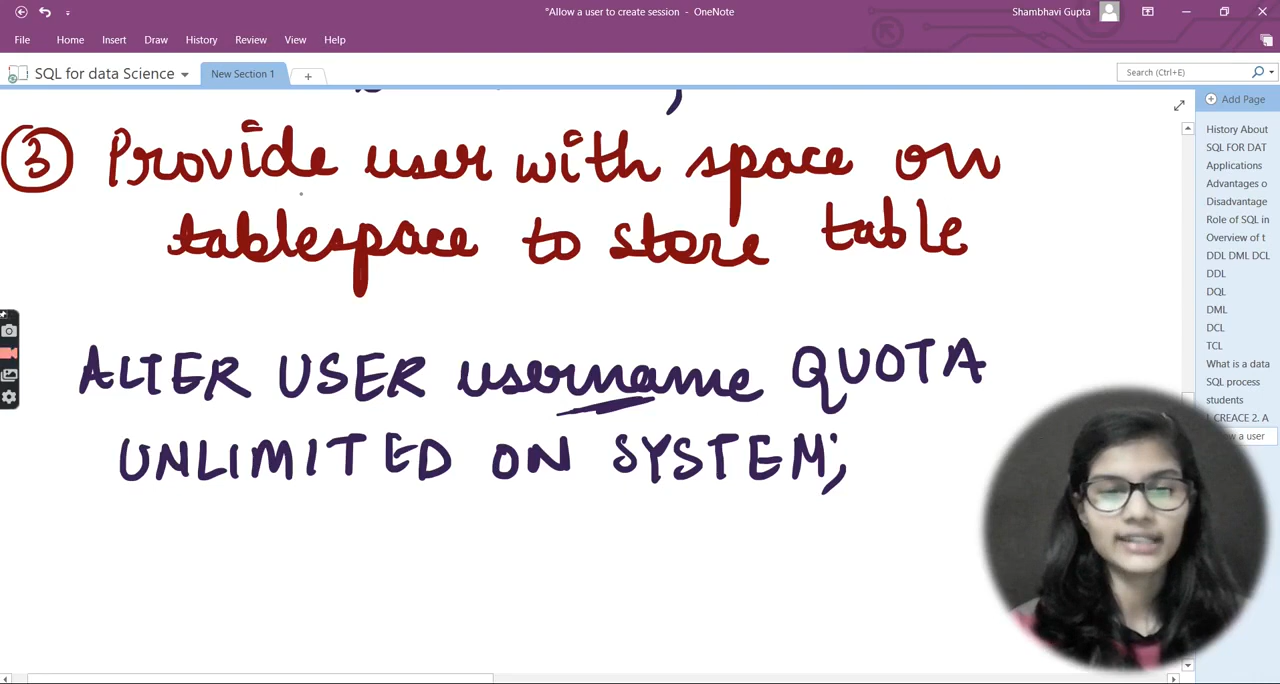 *Allow a user to create session - OneNote
Shambhavi Gupta
File Home Insert Draw History Review View Help
SQL for data Science
New Section 1
Search (Ctrl+E)
③ Provide user with space on
tablespace to store table
ALTER USER username QUOTA
UNLIMITED ON SYSTEM;
Add Page
History About
SQL FOR DAT
Applications
Advantages o
Disadvantage
Role of SQL in
Overview of t
DDL DML DCL
DDL
DQL
DML
DCL
TCL
What is a data
SQL process
students
CREACE 2. A
a user